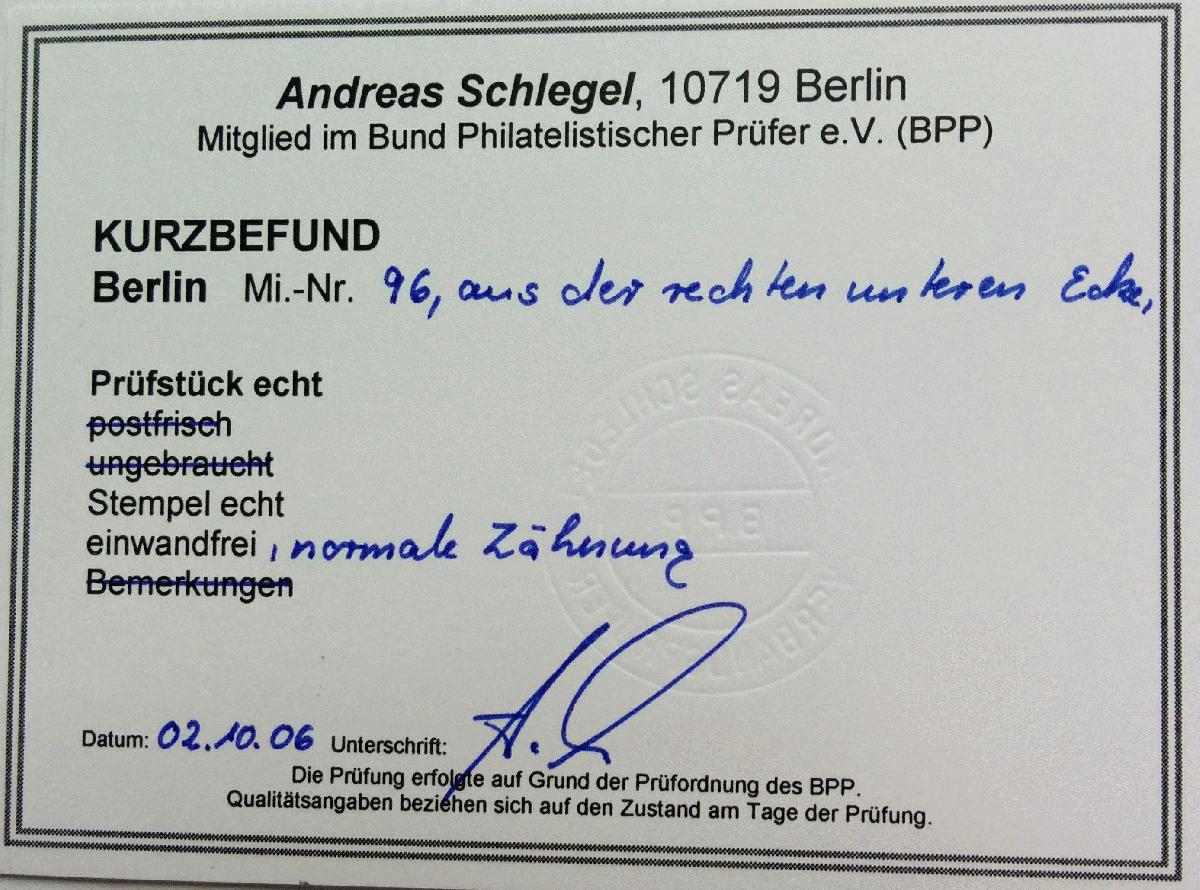 Andreas Schlegel, 10719 Berlin
Mitglied im Bund Philatelistischer Prüfer e.V. (BPP)
KURZBEFUND
Berlin Mi.-Nr. 96, aus der rechten unteren Ecke,
Prüfstück echt
postfrisch
ungebraucht
Stempel echt
einwandfrei, normale Zähnung
Bemerkungen
BPP
Datum: 02.10.06 Unterschrift:
Die Prüfung erfolgte auf Grund der Prüfordnung des BPP.
Qualitätsangaben beziehen sich auf den Zustand am Tage der Prüfung.